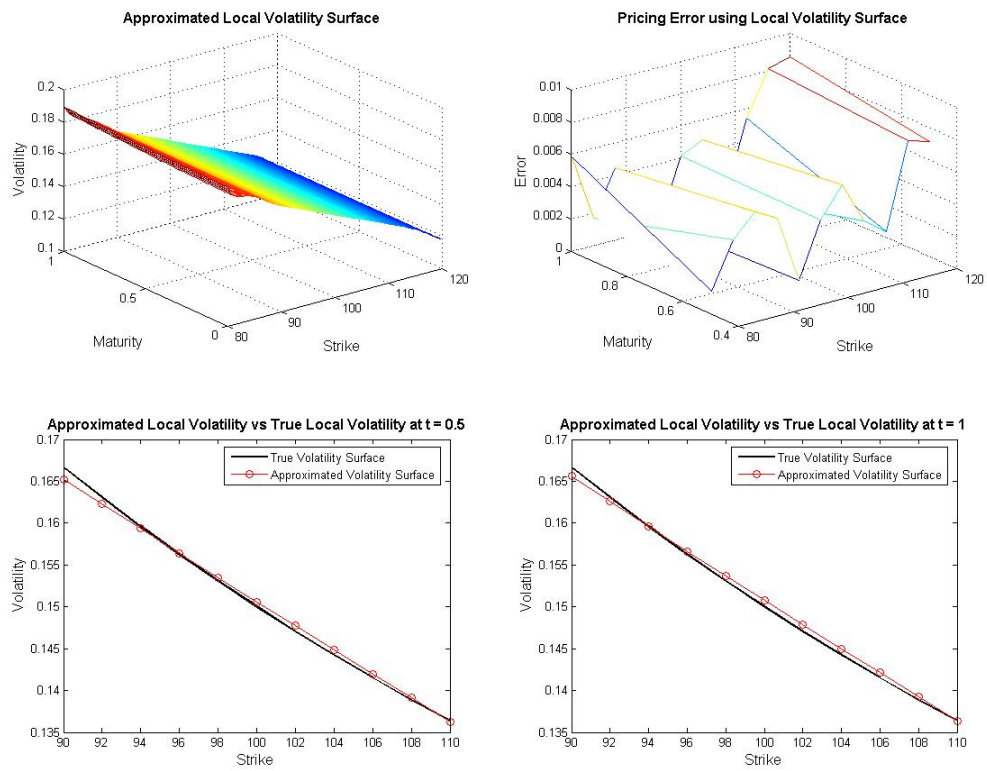 Approximated Local Volatility Surface
0.2
0.18
0.16
0.14
0.12
0.1
Volatility
1
0.5
0
Maturity
80
90
100
110
120
Strike
Pricing Error using Local Volatility Surface
0.01
0.008
0.006
0.004
0.002
0
Error
1
0.8
0.6
0.4
Maturity
80
90
100
110
120
Strike
Approximated Local Volatility vs True Local Volatility at t = 0.5
True Volatility Surface
Approximated Volatility Surface
0.17
0.165
0.16
0.155
0.15
0.145
0.14
0.135
Volatility
90 92 94 96 98 100 102 104 106 108 110
Strike
Approximated Local Volatility vs True Local Volatility at t = 1
True Volatility Surface
Approximated Volatility Surface
0.17
0.165
0.16
0.155
0.15
0.145
0.14
0.135
Volatility
90 92 94 96 98 100 102 104 106 108 110
Strike